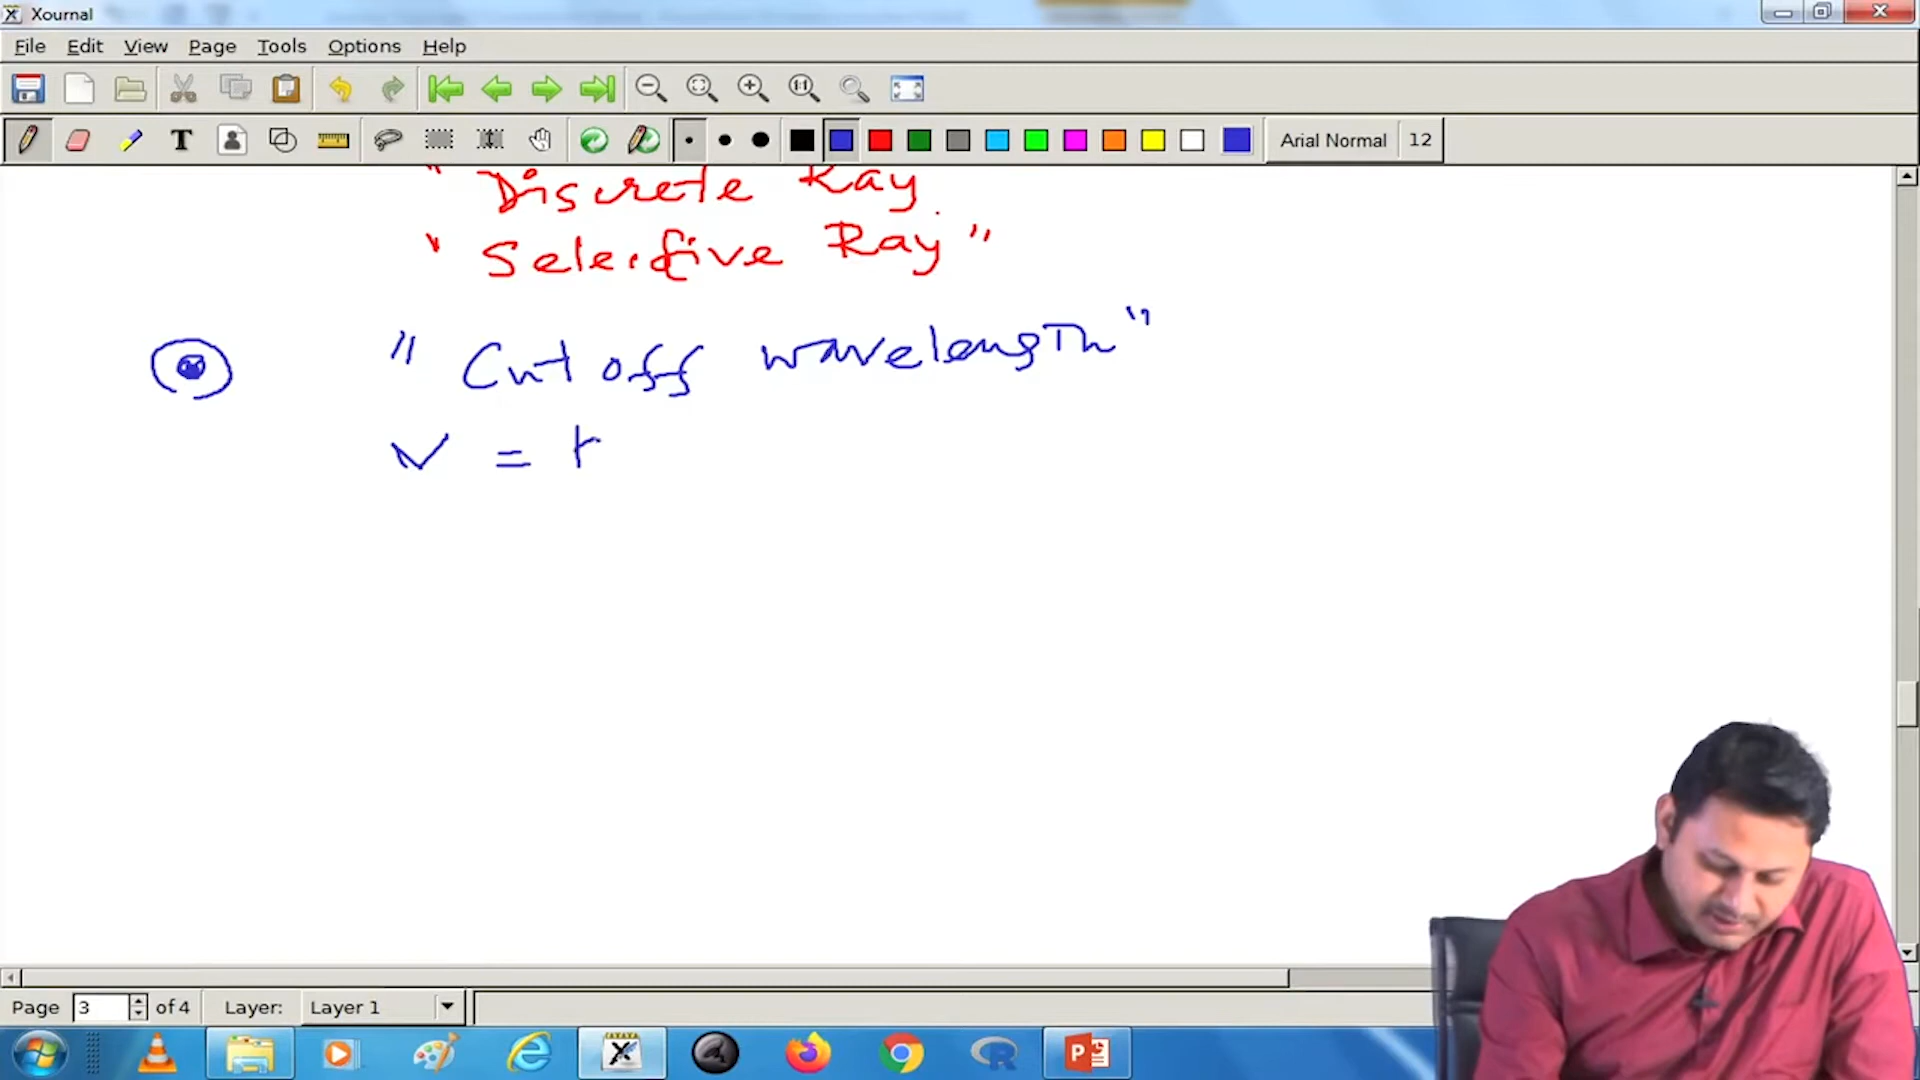 Xournal
File Edit View Page Tools Options Help
T Arial Normal 12
" Discrete Ray
" Selective Ray "
" Cut off wavelength "
V =
Page 3 of 4 Layer: Layer 1